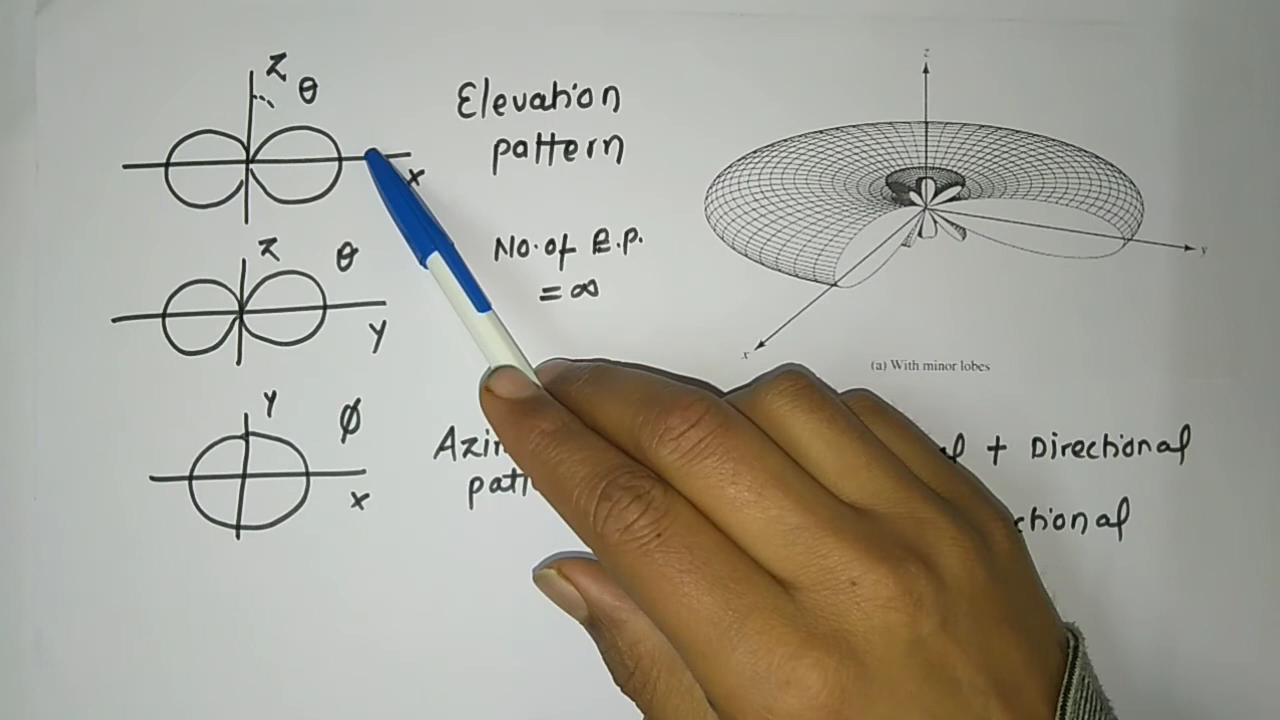 z
θ
x
Elevation
pattern
z
θ
y
No. of E.P.
= ∞
y
ϕ
x
z
y
x
(a) With minor lobes
+ Directional